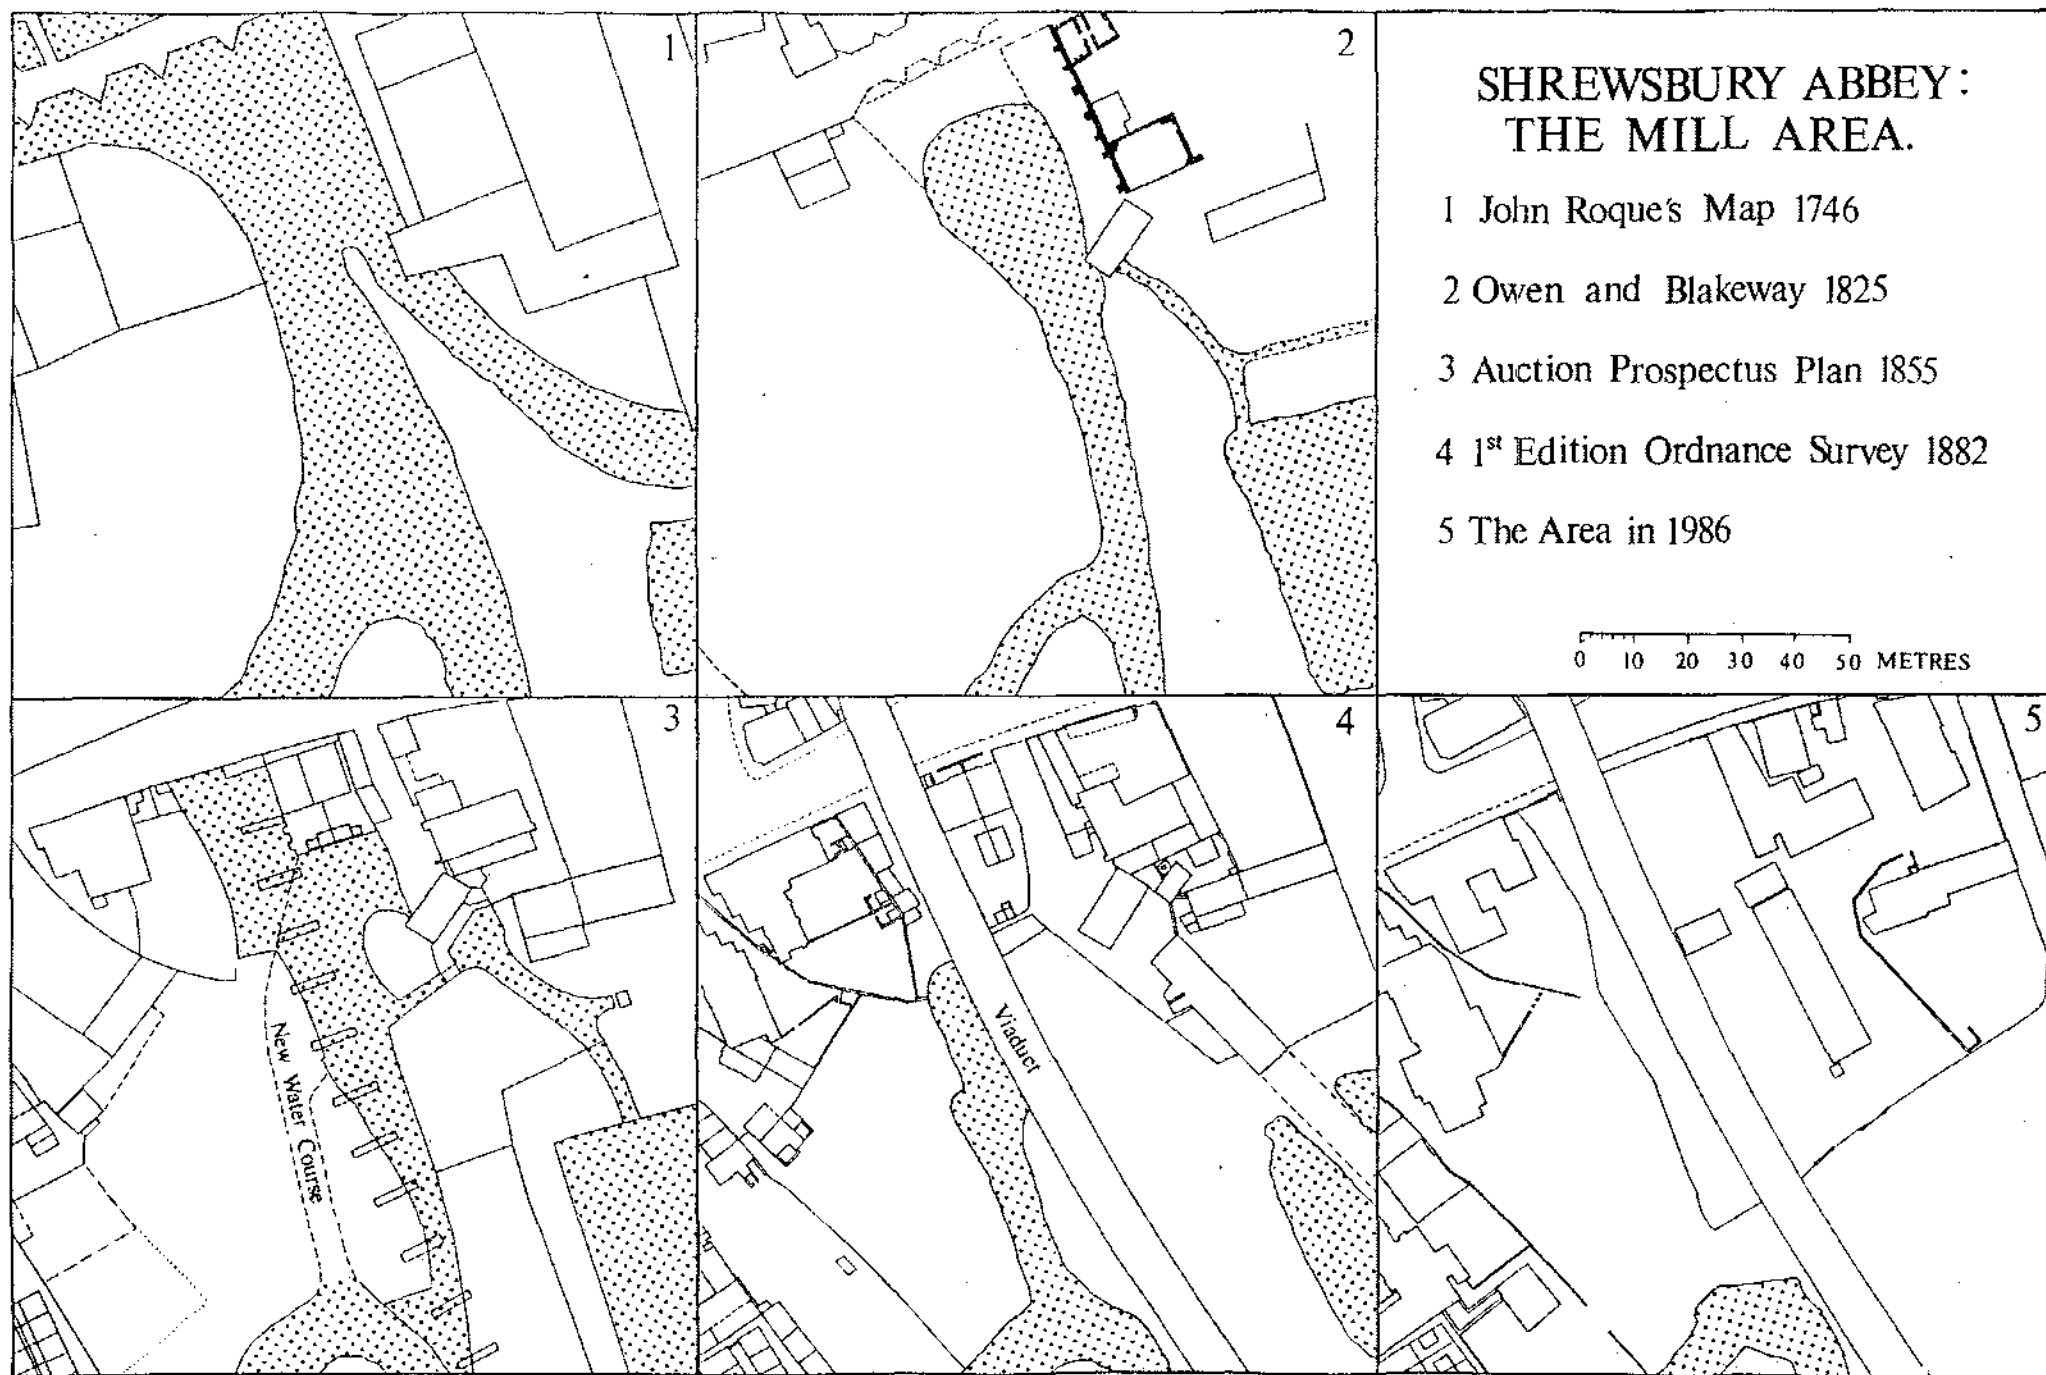 1
2
SHREWSBURY ABBEY:
THE MILL AREA.
1 John Roque's Map 1746
2 Owen and Blakeway 1825
3 Auction Prospectus Plan 1855
4 1st Edition Ordnance Survey 1882
5 The Area in 1986
0 10 20 30 40 50 METRES
3
New Water Course
4
Viaduct
5